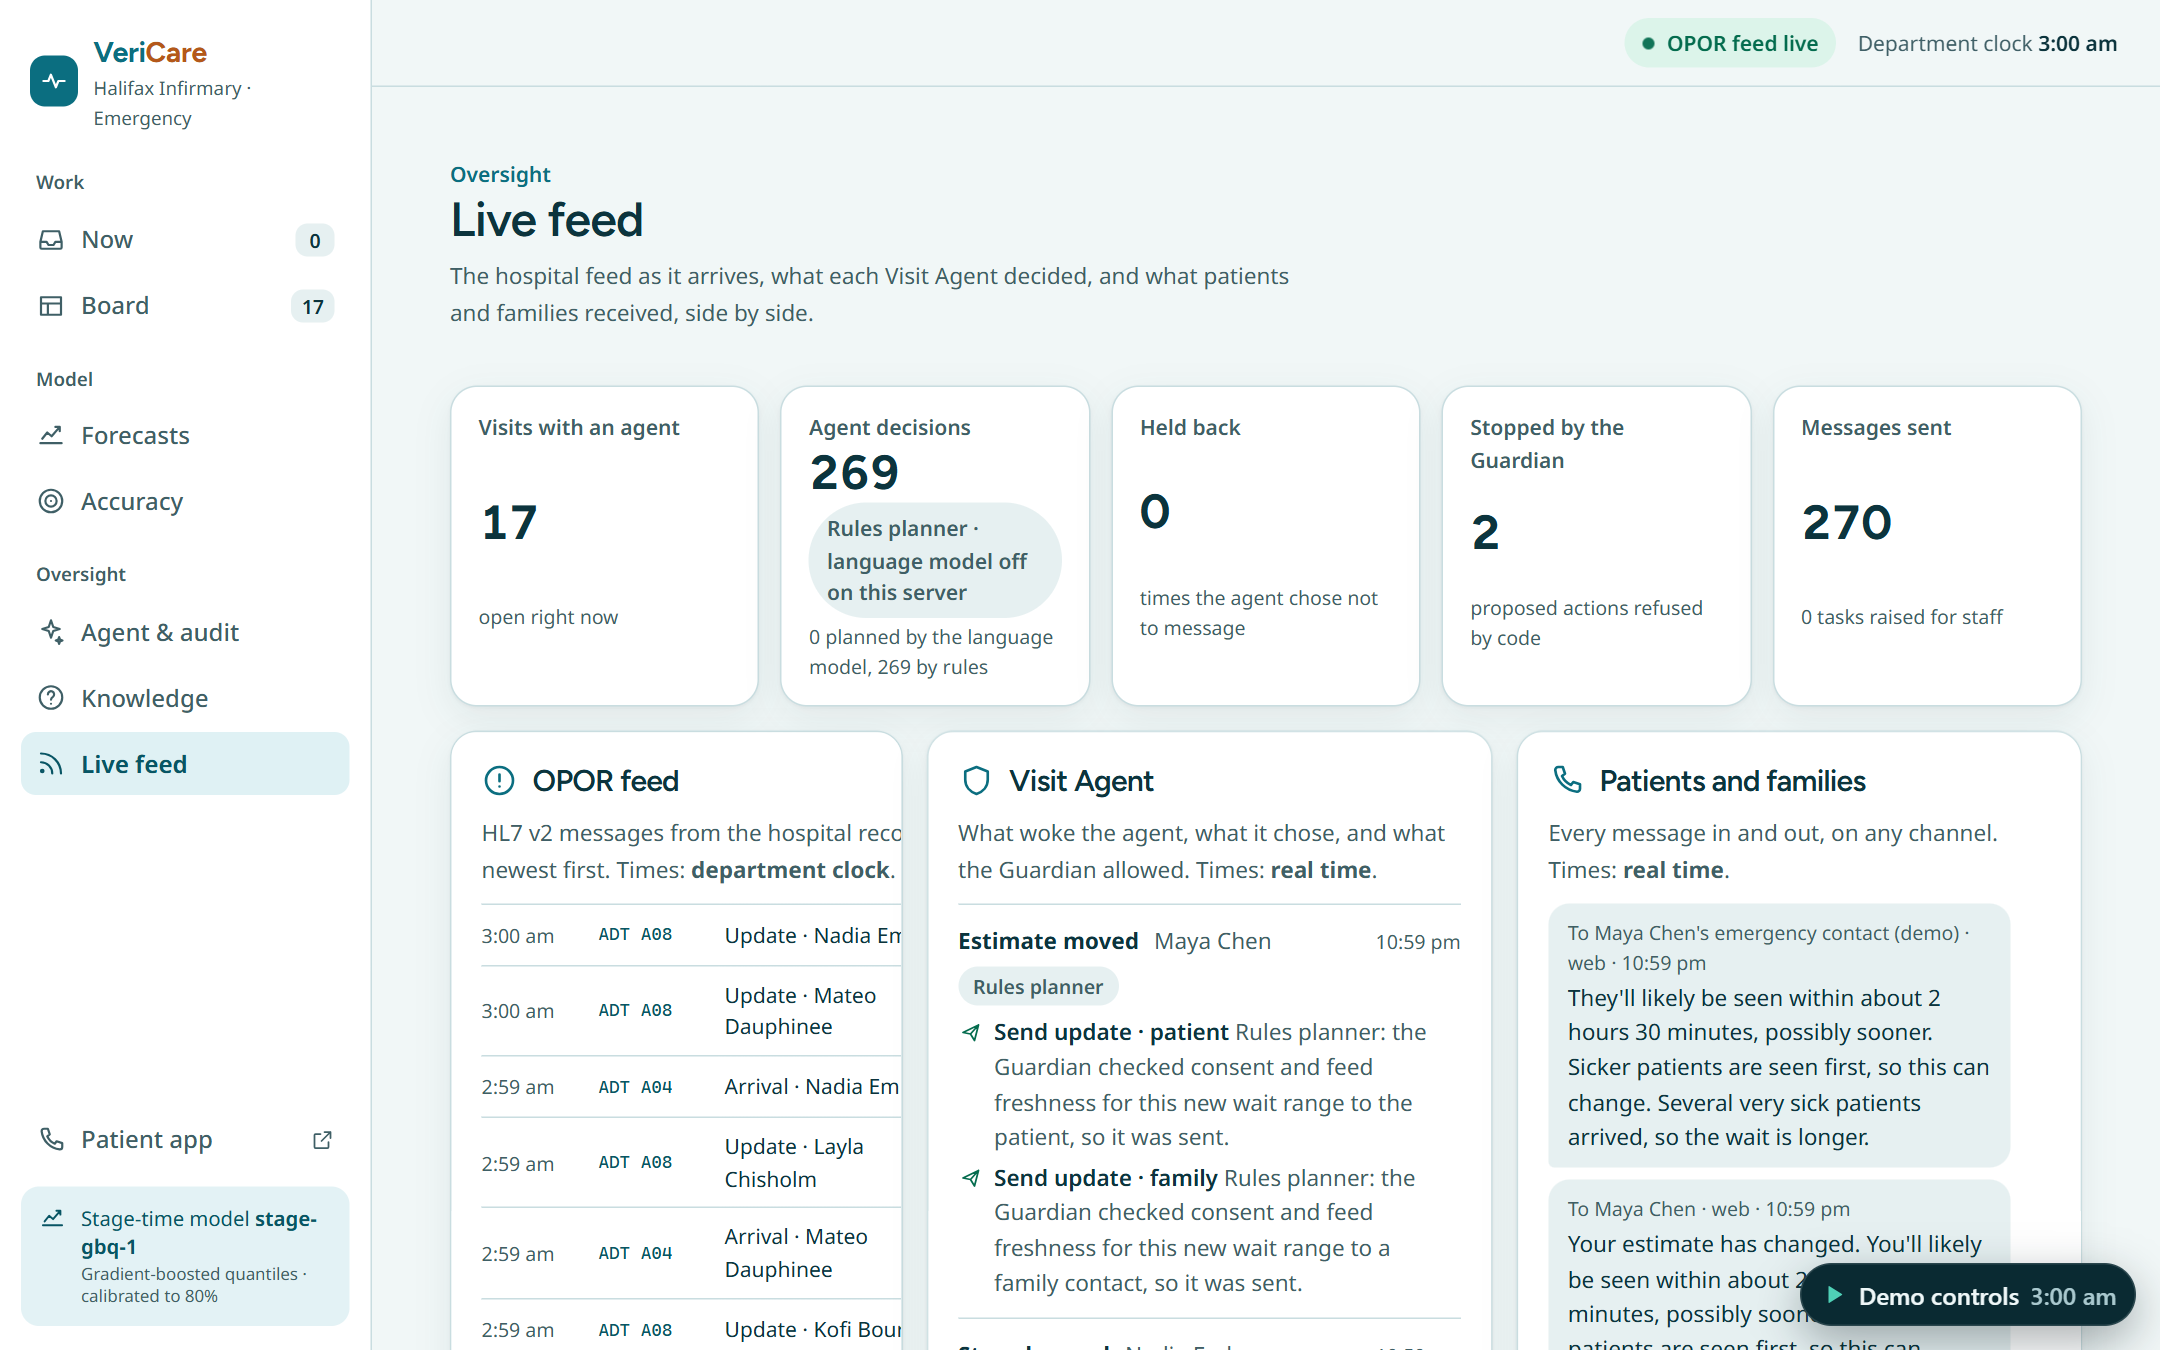 VeriCare
Halifax Infirmary ·
Emergency
Work
Now 0
Board 17
Model
Forecasts
Accuracy
Oversight
Agent & audit
Knowledge
Live feed
Patient app
Stage-time model stage-
gbq-1
Gradient-boosted quantiles ·
calibrated to 80%
OPOR feed live
Department clock 3:00 am
Oversight
Live feed
The hospital feed as it arrives, what each Visit Agent decided, and what patients
and families received, side by side.
Visits with an agent
17
open right now
Agent decisions
269
Rules planner ·
language model off
on this server
0 planned by the language
model, 269 by rules
Held back
0
times the agent chose not
to message
Stopped by the
Guardian
2
proposed actions refused
by code
Messages sent
270
0 tasks raised for staff
OPOR feed
HL7 v2 messages from the hospital reco
newest first. Times: department clock.
3:00 am ADT A08 Update · Nadia Em
3:00 am ADT A08 Update · Mateo
Dauphinee
2:59 am ADT A04 Arrival · Nadia Em
2:59 am ADT A08 Update · Layla
Chisholm
2:59 am ADT A04 Arrival · Mateo
Dauphinee
2:59 am ADT A08 Update · Kofi Bour
Visit Agent
What woke the agent, what it chose, and what
the Guardian allowed. Times: real time.
Estimate moved Maya Chen 10:59 pm
Rules planner
Send update · patient Rules planner: the
Guardian checked consent and feed
freshness for this new wait range to the
patient, so it was sent.
Send update · family Rules planner: the
Guardian checked consent and feed
freshness for this new wait range to a
family contact, so it was sent.
Patients and families
Every message in and out, on any channel.
Times: real time.
To Maya Chen's emergency contact (demo) ·
web · 10:59 pm
They'll likely be seen within about 2
hours 30 minutes, possibly sooner.
Sicker patients are seen first, so this can
change. Several very sick patients
arrived, so the wait is longer.
To Maya Chen · web · 10:59 pm
Your estimate has changed. You'll likely
be seen within about 2
minutes, possibly soon
patients are seen first, so this can
Demo controls 3:00 am